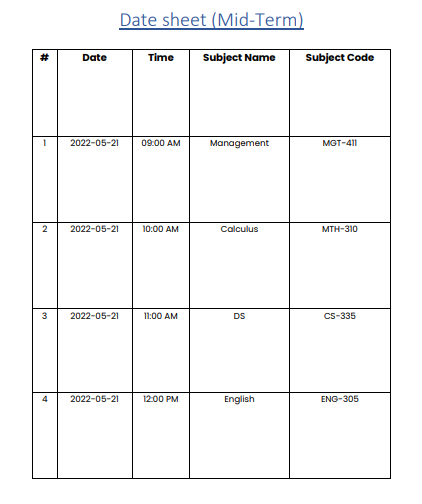 Date sheet (Mid-Term)
# Date Time Subject Name Subject Code
1 2022-05-21 09:00 AM Management MGT-411
2 2022-05-21 10:00 AM Calculus MTH-310
3 2022-05-21 11:00 AM DS CS-335
4 2022-05-21 12:00 PM English ENG-305